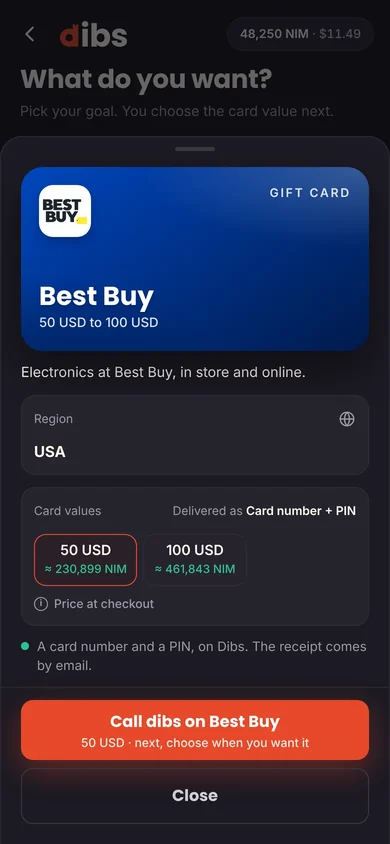 dibs
48,250 NIM · $11.49
What do you want?
Pick your goal. You choose the card value next.
BEST
BUY
GIFT CARD
Best Buy
50 USD to 100 USD
Electronics at Best Buy, in store and online.
Region
USA
Card values
Delivered as Card number + PIN
50 USD
≈ 230,899 NIM
100 USD
≈ 461,843 NIM
Price at checkout
A card number and a PIN, on Dibs. The receipt comes
by email.
Call dibs on Best Buy
50 USD · next, choose when you want it
Close